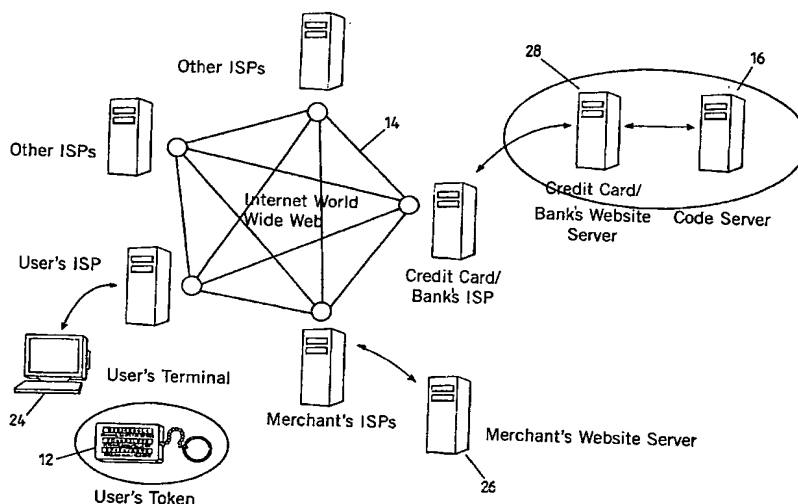 Other ISPs
28
16
14
Other ISPs
Internet World
Wide Web
Credit Card/
Bank's Website
Server
Code Server
User's ISP
Credit Card/
Bank's ISP
24
User's Terminal
Merchant's ISPs
Merchant's Website Server
12
26
User's Token